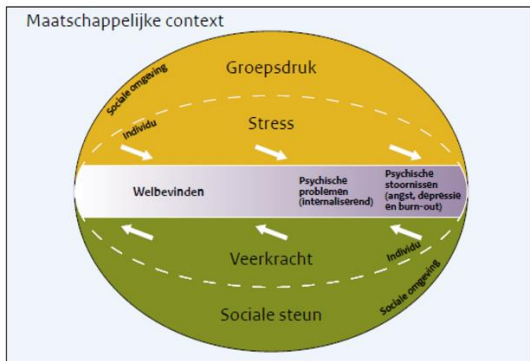 Maatschappelijke context
Sociale omgeving
Groepsdruk
Individu
Stress
Welbevinden
Psychische
problemen
(internaliserend)
Psychische
stoornissen
(angst, depressie
en burn-out)
Veerkracht
Individu
Sociale steun
Sociale omgeving